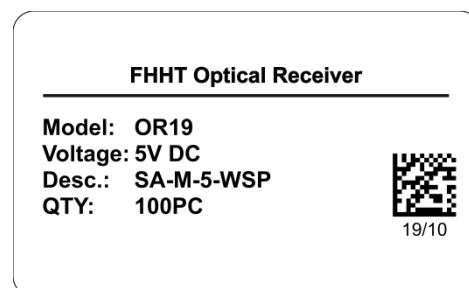 FHHT Optical Receiver
Model: OR19
Voltage: 5V DC
Desc.: SA-M-5-WSP
QTY: 100PC
19/10